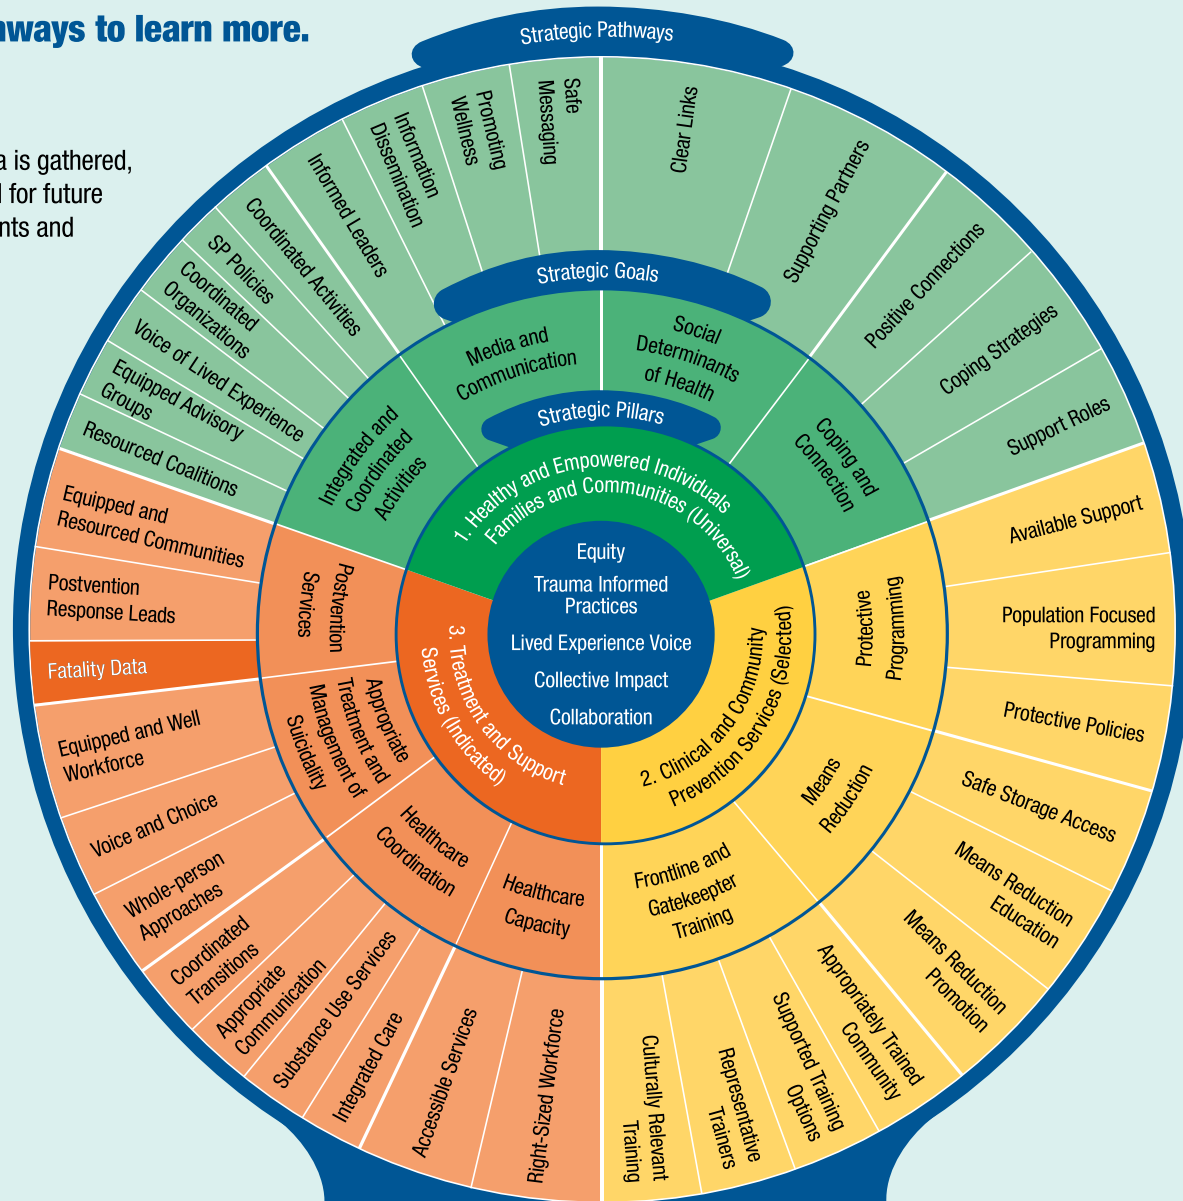 nways to learn more.
a is gathered,
l for future
nts and
Strategic Pathways
Safe
Messaging
Promoting
Wellness
Information
Dissemination
Informed Leaders
Coordinated Activities
SP Policies
Coordinated
Organizations
Voice of Lived Experience
Equipped Advisory
Groups
Resourced Coalitions
Clear Links
Supporting Partners
Positive Connections
Coping Strategies
Support Roles
Strategic Goals
Media and
Communication
Social
Determinants
of Health
Integrated and
Coordinated
Activities
Coping and
Connection
Strategic Pillars
1. Healthy and Empowered Individuals
Families and Communities (Universal)
Equity
Trauma Informed
Practices
Lived Experience Voice
Collective Impact
Collaboration
2. Clinical and Community
Prevention Services (Selected)
3. Treatment and Support
Services (Indicated)
Protective
Programming
Means
Reduction
Frontline and
Gatekeeper
Training
Available Support
Population Focused
Programming
Protective Policies
Safe Storage Access
Means Reduction
Education
Means Reduction
Promotion
Appropriately Trained
Community
Supported Training
Options
Representative
Trainers
Culturally Relevant
Training
Postvention
Services
Appropriate
Treatment and
Management of
Suicidality
Healthcare
Coordination
Healthcare
Capacity
Equipped and
Resourced Communities
Postvention
Response Leads
Fatality Data
Equipped and Well
Workforce
Voice and Choice
Whole-person
Approaches
Coordinated
Transitions
Appropriate
Communication
Substance Use Services
Integrated Care
Accessible Services
Right-Sized Workforce